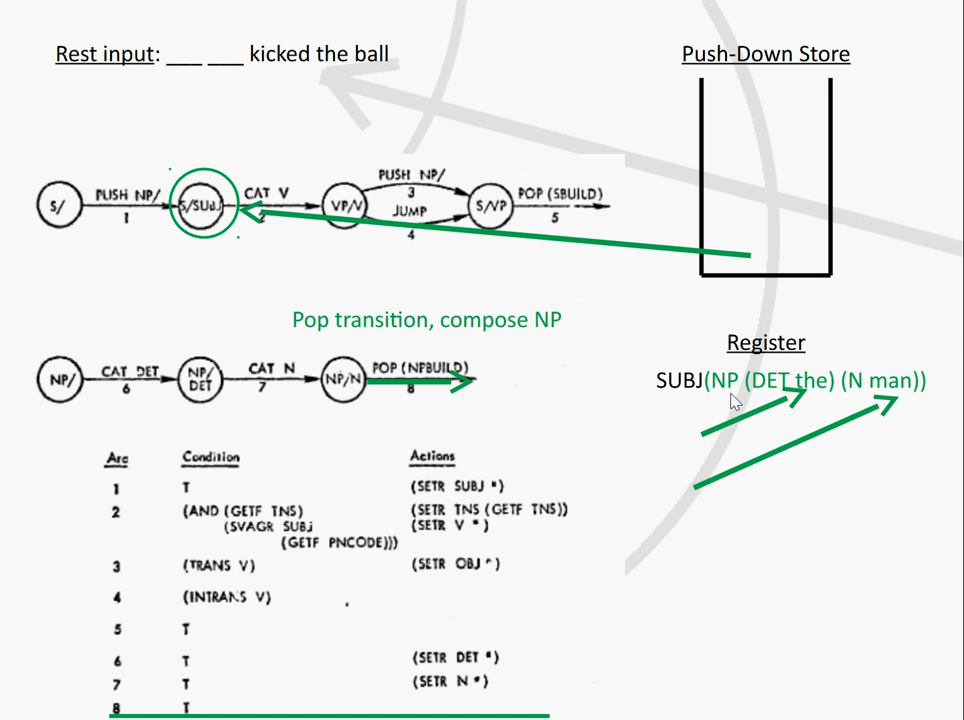 Rest input: ___ ___ kicked the ball
Push-Down Store
S/ PUSH NP/ 1 S/SUBJ CAT V 2 VP/V PUSH NP/ 3 JUMP 4 S/VP POP (SBUILD) 5
Pop transition, compose NP
Register
SUBJ(NP (DET the) (N man))
NP/ CAT DET 6 NP/ DET CAT N 7 NP/N POP (NPBUILD) 8
Arc Condition Actions
1 T (SETR SUBJ *)
2 (AND (GETF TNS) (SETR TNS (GETF TNS))
(SVAGR SUBJ (SETR V *)
(GETF PNCODE)))
3 (TRANS V) (SETR OBJ *)
4 (INTRANS V)
5 T
6 T (SETR DET *)
7 T (SETR N *)
8 T